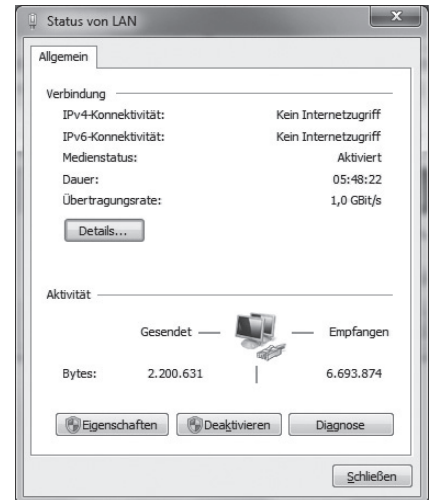 Status von LAN
Allgemein
Verbindung
IPv4-Konnektivität: Kein Internetzugriff
IPv6-Konnektivität: Kein Internetzugriff
Medienstatus: Aktiviert
Dauer: 05:48:22
Übertragungsrate: 1,0 GBit/s
Details...
Aktivität
Gesendet Empfangen
Bytes: 2.200.631 6.693.874
Eigenschaften Deaktivieren Diagnose
Schließen